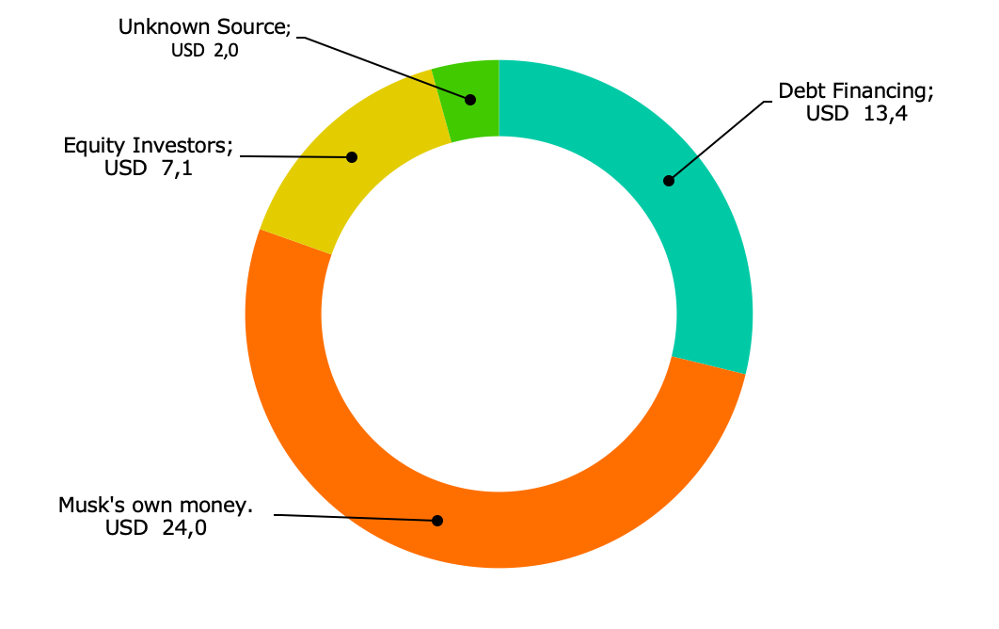 Unknown Source;
USD 2,0
Debt Financing;
USD 13,4
Equity Investors;
USD 7,1
Musk's own money.
USD 24,0